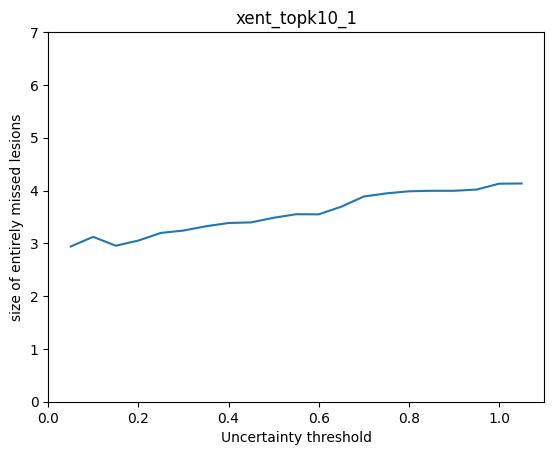 xent_topk10_1
size of entirely missed lesions
7
6
5
4
3
2
1
0
0.0 0.2 0.4 0.6 0.8 1.0
Uncertainty threshold